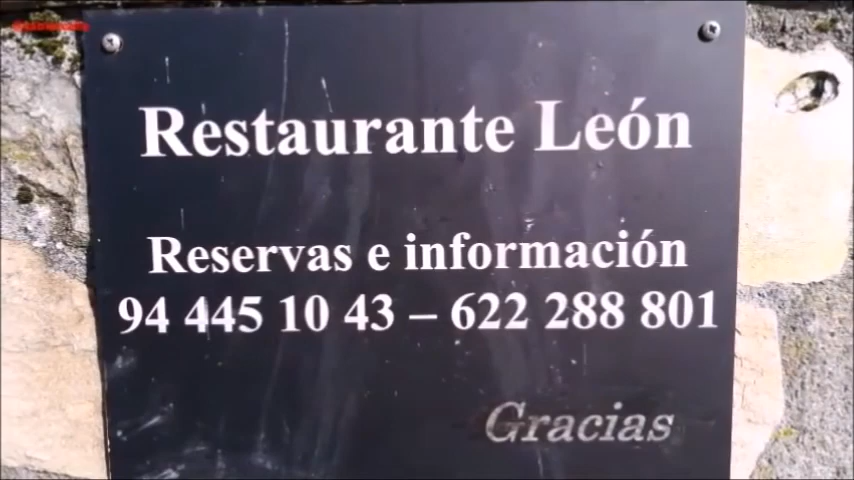 Restaurante León
Reservas e información
94 445 10 43 – 622 288 801
Gracias